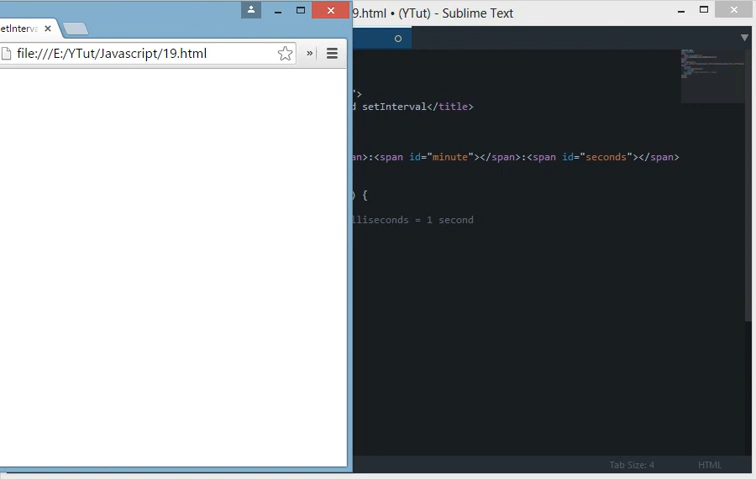 etInterv
file:///E:/YTut/Javascript/19.html
.html • (YTut) - Sublime Text
">
d setInterval</title>
an>:<span id="minute"></span>:<span id="seconds"></span>
) {
lliseconds = 1 second
Tab Size: 4
HTML